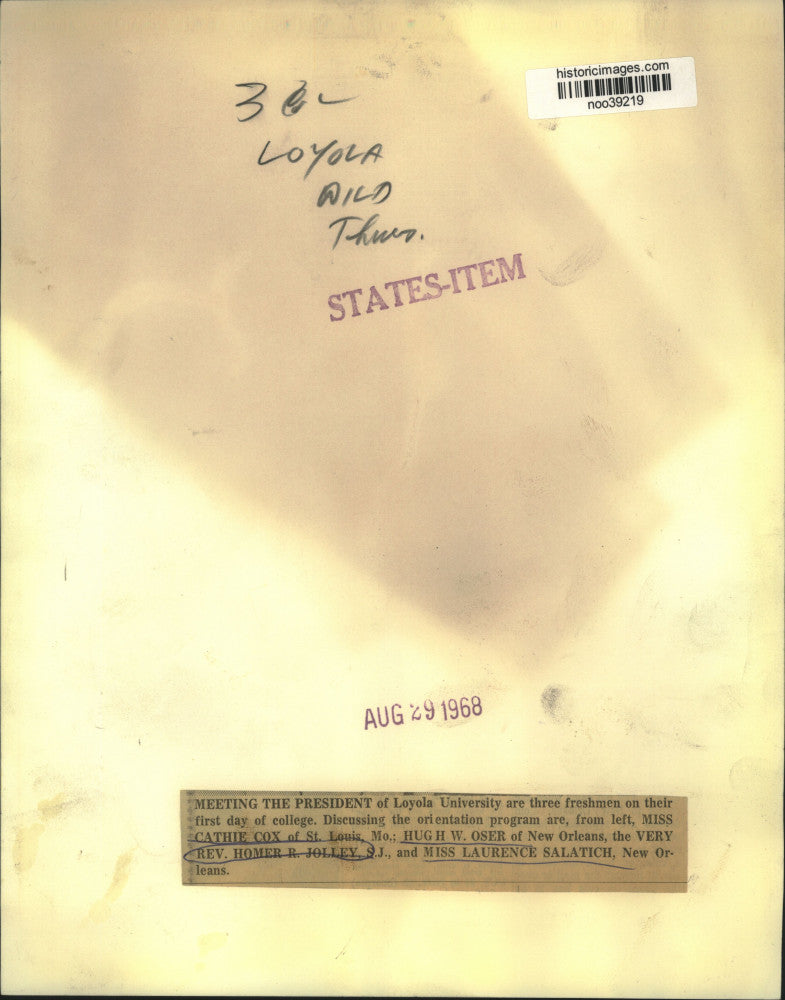 historicimages.com
noo39219
3
LOYOLA
WILD
Thurs.
STATES-ITEM
AUG 29 1968
MEETING THE PRESIDENT of Loyola University are three freshmen on their
first day of college. Discussing the orientation program are, from left, MISS
CATHIE COX of St. Louis, Mo.; HUGH W. OSER of New Orleans, the VERY
REV. HOMER R. JOLLEY, S.J., and MISS LAURENCE SALATICH, New Or-
leans.